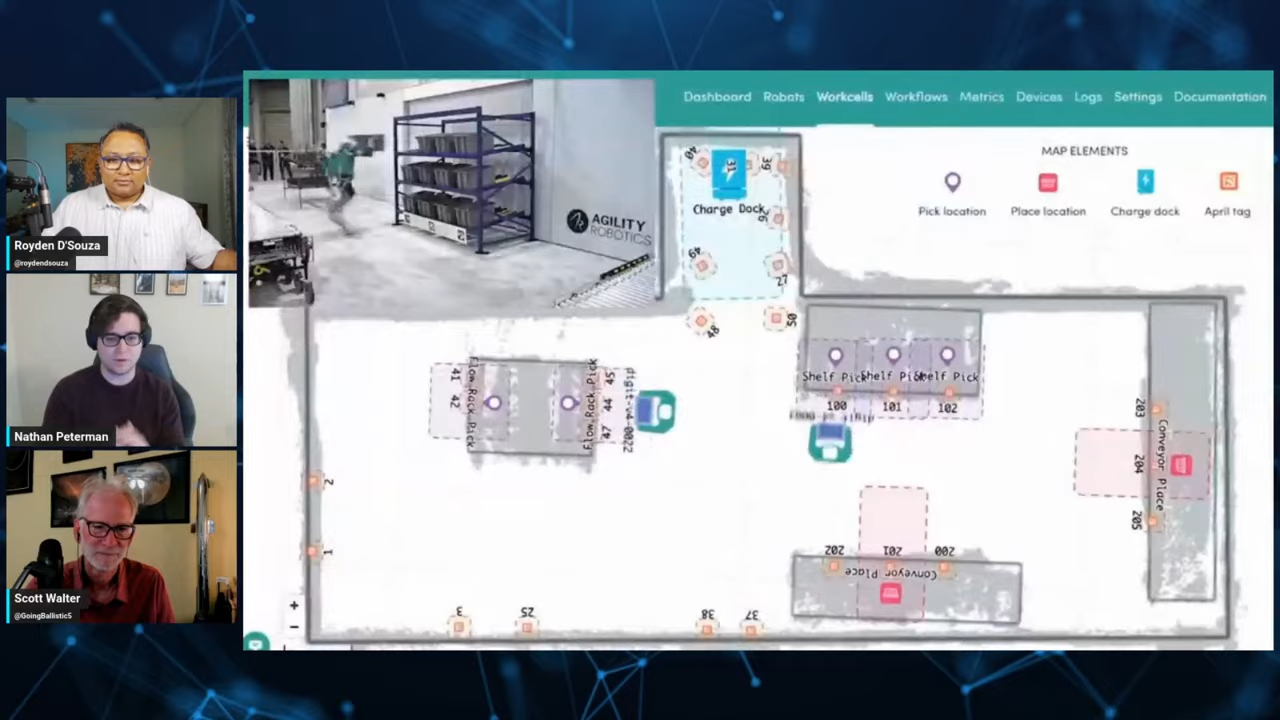 Royden D'Souza
@roydendsouza
Nathan Peterman
Scott Walter
@GoingBallistic5
AGILITY
ROBOTICS
Dashboard Robots Workcells Workflows Metrics Devices Logs Settings Documentation
MAP ELEMENTS
Pick location Place location Charge dock April tag
31
39
Charge Dock
26
49
27
48
50
Flow Rack Pick
41
42
Flow Rack Pick
45
44
47
digit-v4-0022
Shelf Pick Shelf Pick Shelf Pick
100 101 102
203
204
205
Conveyor Place
202 201 200
Conveyor Place
2
1
3 25 38 37
+
−